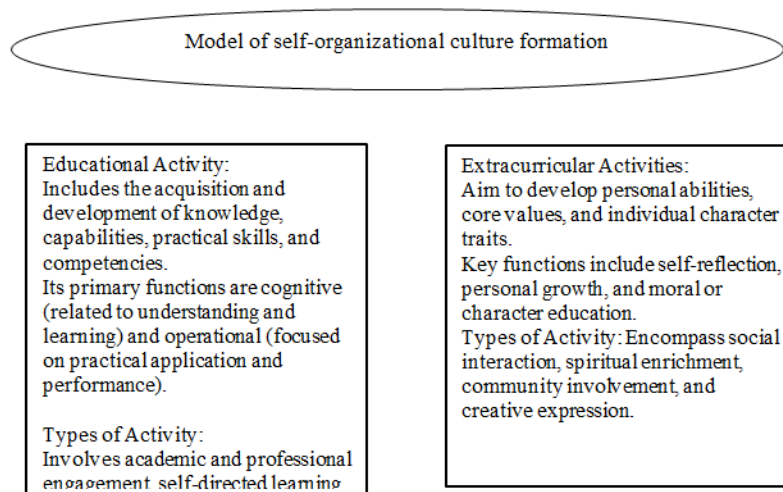 Model of self-organizational culture formation
Educational Activity:
Includes the acquisition and
development of knowledge,
capabilities, practical skills, and
competencies.
Its primary functions are cognitive
(related to understanding and
learning) and operational (focused
on practical application and
performance).
Types of Activity:
Involves academic and professional
engagement, self-directed learning
Extracurricular Activities:
Aim to develop personal abilities,
core values, and individual character
traits.
Key functions include self-reflection,
personal growth, and moral or
character education.
Types of Activity: Encompass social
interaction, spiritual enrichment,
community involvement, and
creative expression.